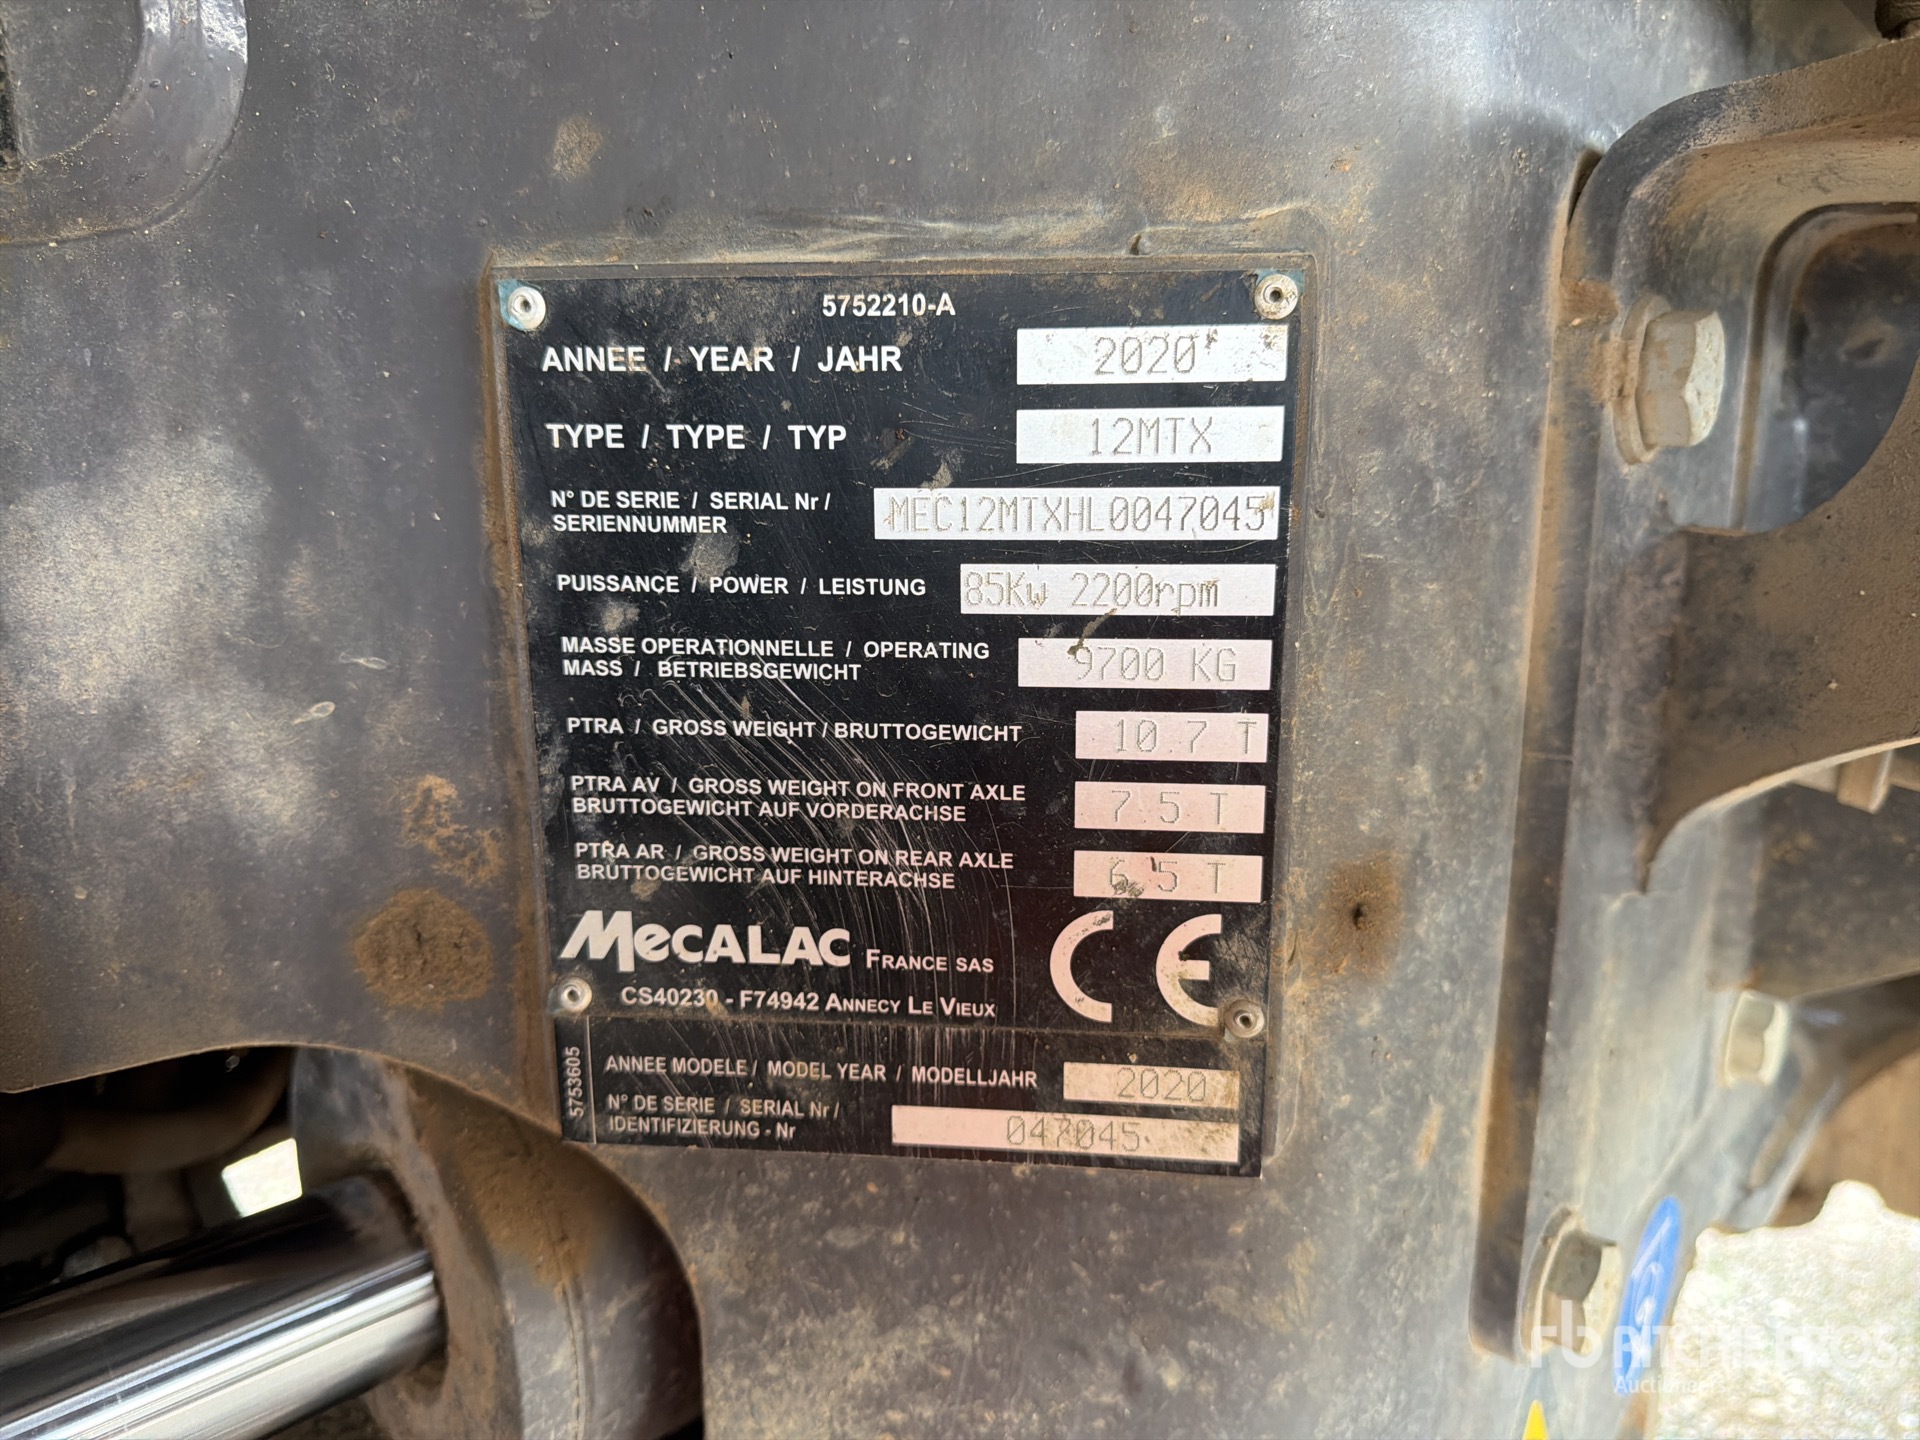 5752210-A
ANNEE / YEAR / JAHR 2020
TYPE / TYPE / TYP 12MTX
N° DE SERIE / SERIAL Nr /
SERIENNUMMER MEC12MTXHL0047045
PUISSANCE / POWER / LEISTUNG 85Kw 2200rpm
MASSE OPERATIONNELLE / OPERATING
MASS / BETRIEBSGEWICHT 9700 KG
PTRA / GROSS WEIGHT / BRUTTOGEWICHT 10.7 T
PTRA AV / GROSS WEIGHT ON FRONT AXLE
BRUTTOGEWICHT AUF VORDERACHSE 7.5 T
PTRA AR / GROSS WEIGHT ON REAR AXLE
BRUTTOGEWICHT AUF HINTERACHSE 6.5 T
MECALAC FRANCE SAS CE
CS40230 - F74942 ANNECY LE VIEUX
5753605
ANNEE MODELE / MODEL YEAR / MODELLJAHR 2020
N° DE SERIE / SERIAL Nr /
IDENTIFIZIERUNG - Nr 047045
rb RITCHIE BROS
Auctioneers